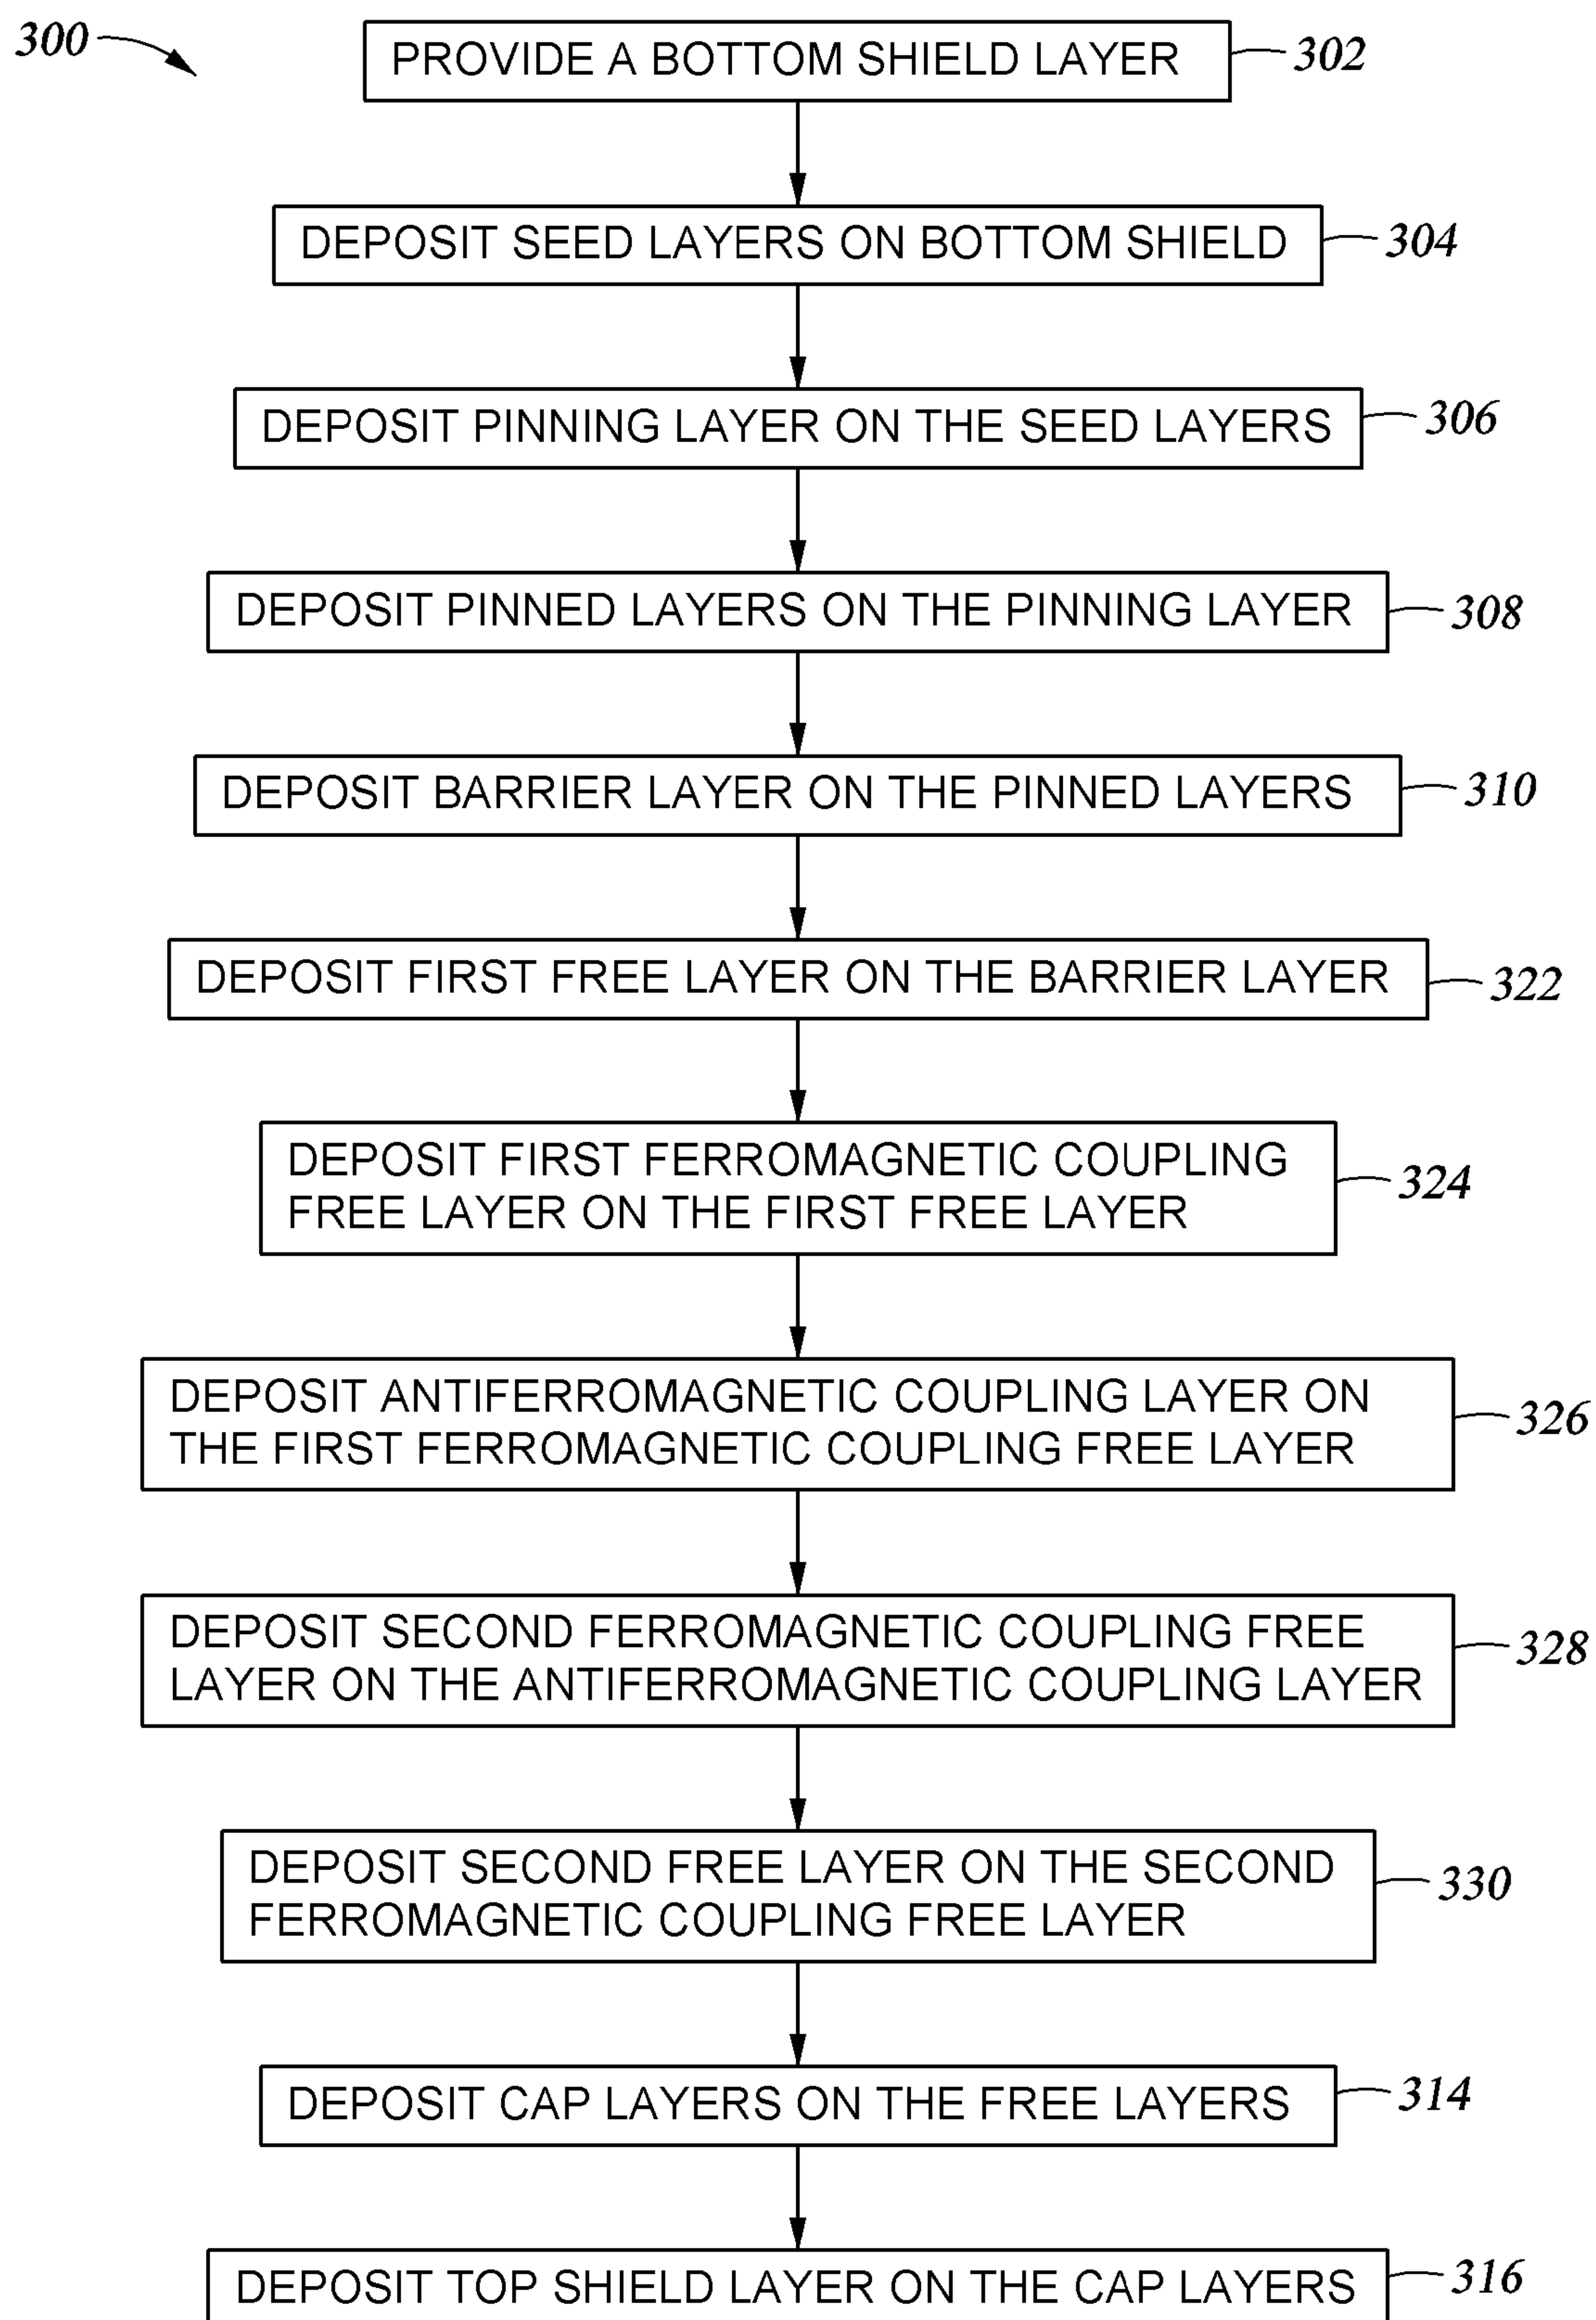 300
PROVIDE A BOTTOM SHIELD LAYER
302
DEPOSIT SEED LAYERS ON BOTTOM SHIELD
304
DEPOSIT PINNING LAYER ON THE SEED LAYERS
306
DEPOSIT PINNED LAYERS ON THE PINNING LAYER
308
DEPOSIT BARRIER LAYER ON THE PINNED LAYERS
310
DEPOSIT FIRST FREE LAYER ON THE BARRIER LAYER
322
DEPOSIT FIRST FERROMAGNETIC COUPLING
FREE LAYER ON THE FIRST FREE LAYER
324
DEPOSIT ANTIFERROMAGNETIC COUPLING LAYER ON
THE FIRST FERROMAGNETIC COUPLING FREE LAYER
326
DEPOSIT SECOND FERROMAGNETIC COUPLING FREE
LAYER ON THE ANTIFERROMAGNETIC COUPLING LAYER
328
DEPOSIT SECOND FREE LAYER ON THE SECOND
FERROMAGNETIC COUPLING FREE LAYER
330
DEPOSIT CAP LAYERS ON THE FREE LAYERS
314
DEPOSIT TOP SHIELD LAYER ON THE CAP LAYERS
316